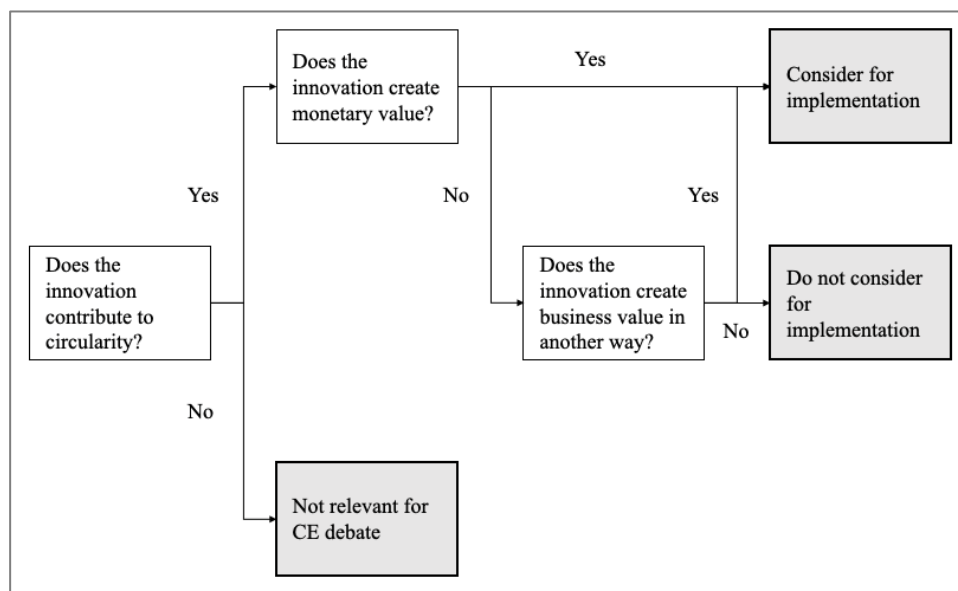 Does the
innovation create
monetary value?
Yes
Consider for
implementation
Yes
No
Yes
Does the
innovation
contribute to
circularity?
Does the
innovation create
business value in
another way?
No
Do not consider
for
implementation
No
Not relevant for
CE debate